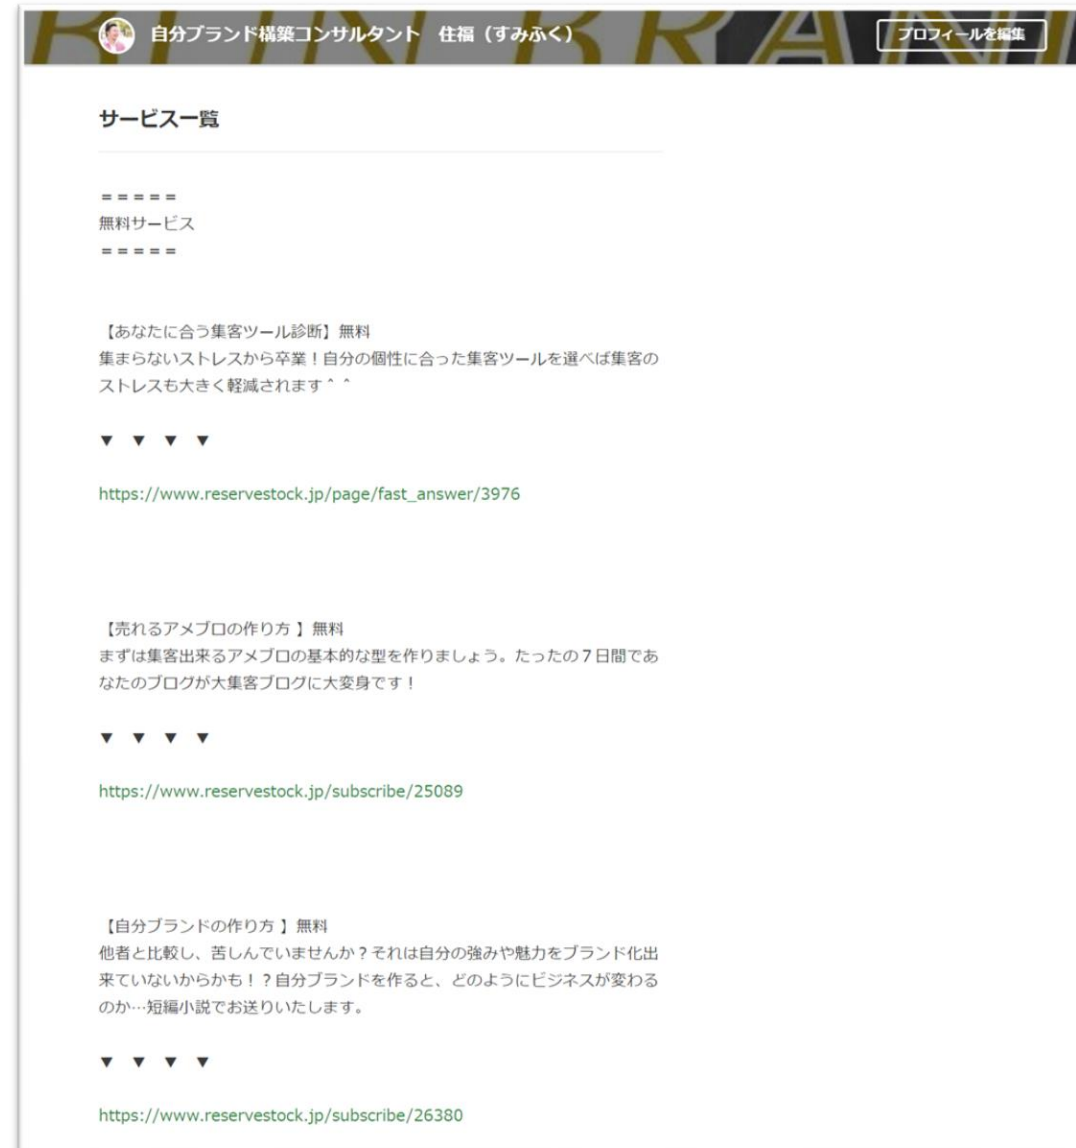 自分ブランド構築コンサルタント　住福（すみふく）
プロフィールを編集
サービス一覧
＝＝＝＝＝
無料サービス
＝＝＝＝＝
【あなたに合う集客ツール診断】無料
集まらないストレスから卒業！自分の個性に合った集客ツールを選べば集客の
ストレスも大きく軽減されます＾＾
▼　▼　▼　▼
https://www.reservestock.jp/page/fast_answer/3976
【売れるアメブロの作り方 】無料
まずは集客出来るアメブロの基本的な型を作りましょう。たったの７日間であ
なたのブログが大集客ブログに大変身です！
▼　▼　▼　▼
https://www.reservestock.jp/subscribe/25089
【自分ブランドの作り方 】無料
他者と比較し、苦しんでいませんか？それは自分の強みや魅力をブランド化出
来ていないからかも！？自分ブランドを作ると、どのようにビジネスが変わる
のか…短編小説でお送りいたします。
▼　▼　▼　▼
https://www.reservestock.jp/subscribe/26380